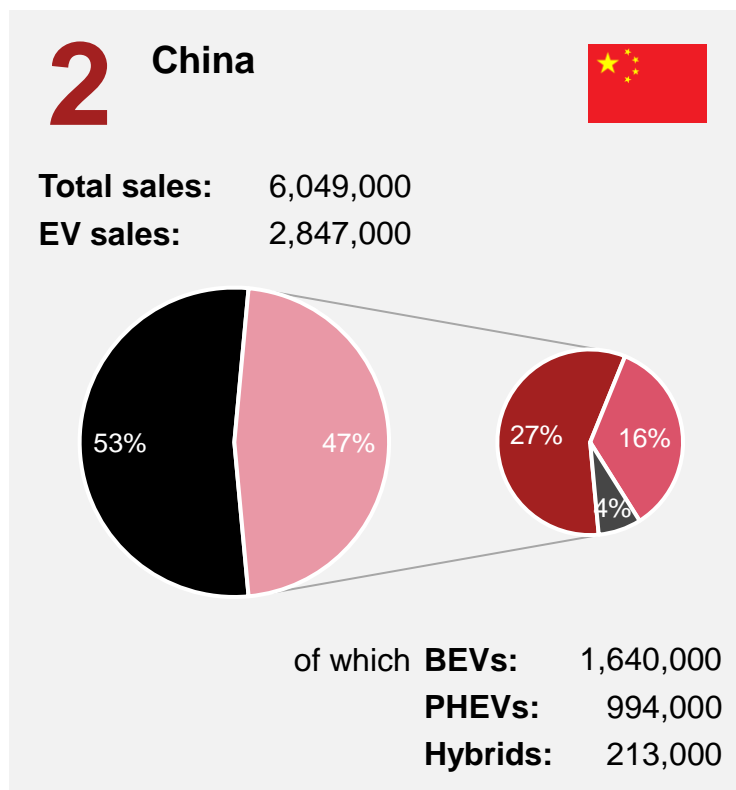 2 China
Total sales: 6,049,000
EV sales: 2,847,000
53% 47% 27% 16%
4%
of which BEVs: 1,640,000
PHEVs: 994,000
Hybrids: 213,000